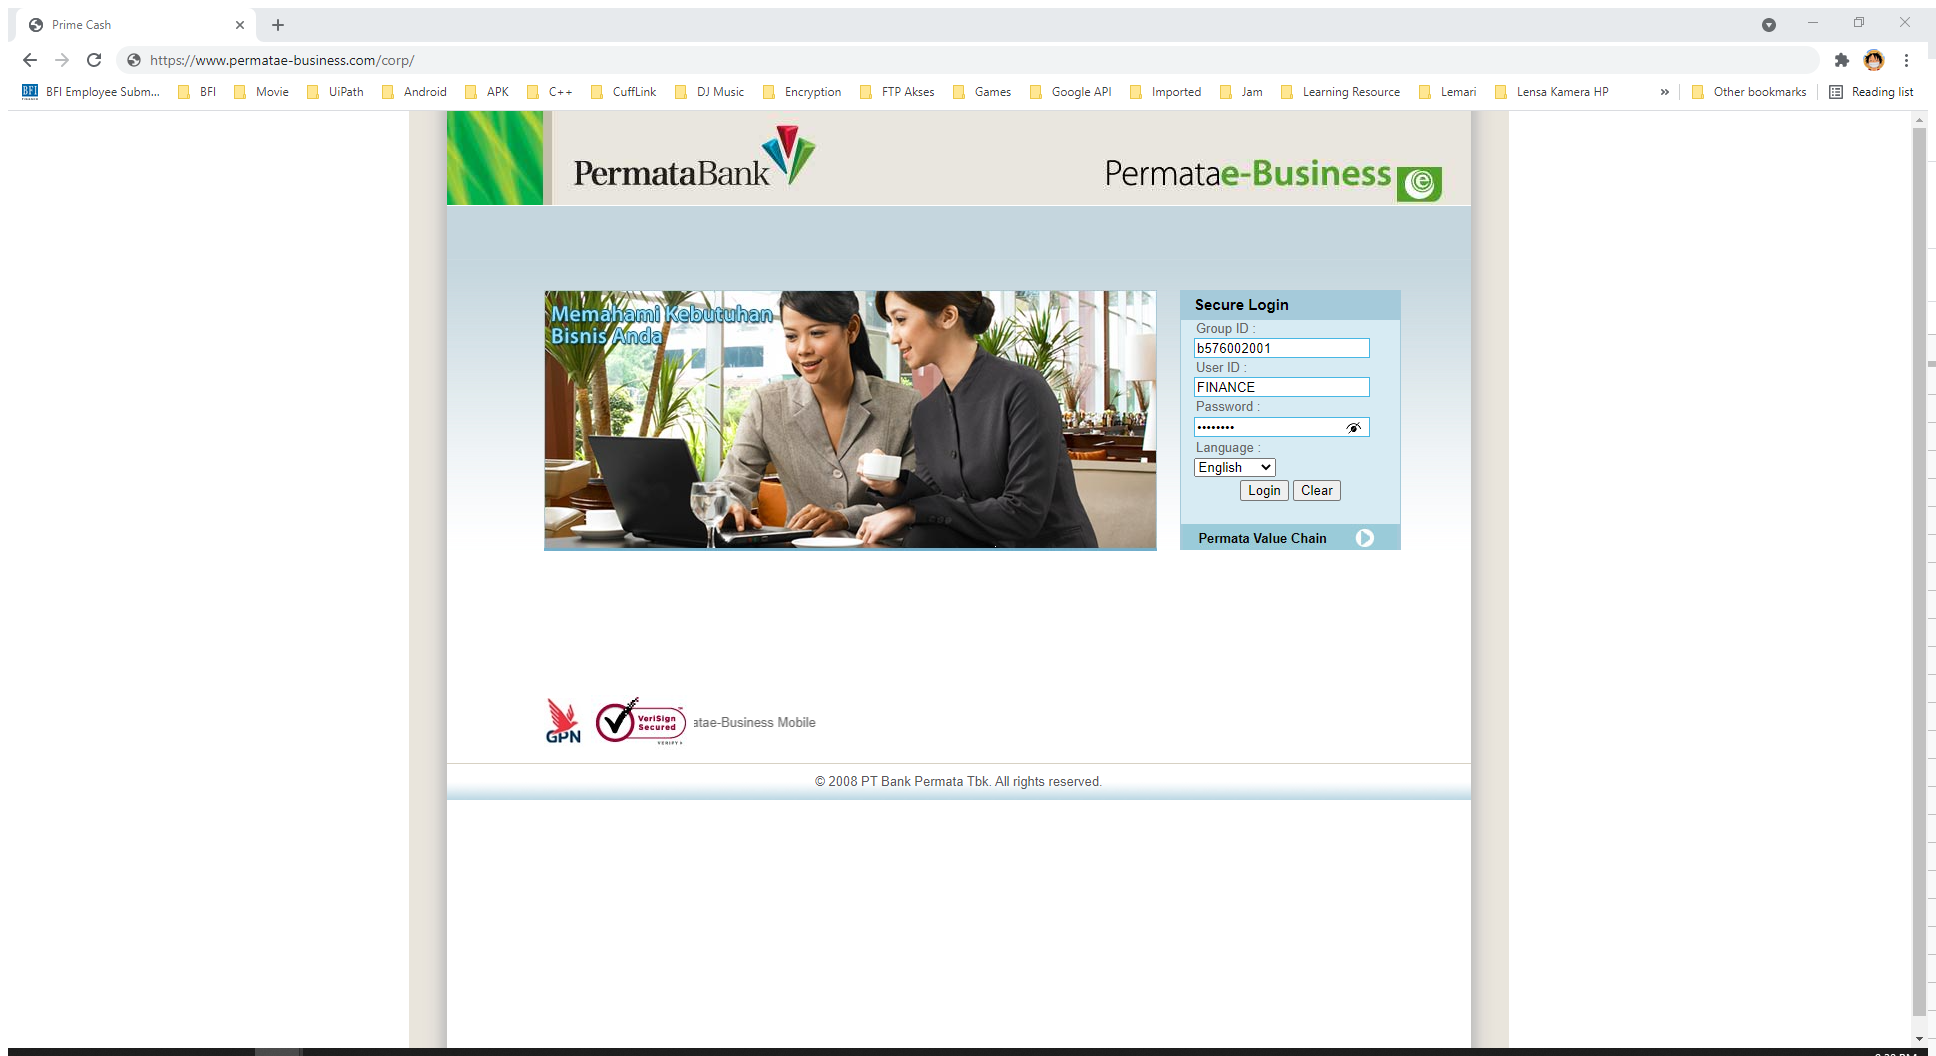 Prime Cash
https://www.permatae-business.com/corp/
BFI
BFI Employee Subm...
BFI
Movie
UiPath
Android
APK
C++
CuffLink
DJ Music
Encryption
FTP Akses
Games
Google API
Imported
Jam
Learning Resource
Lemari
Lensa Kamera HP
»
Other bookmarks
Reading list
PermataBank
Permatae-Business
e
Memahami Kebutuhan
Bisnis Anda
Secure Login
Group ID :
b576002001
User ID :
FINANCE
Password :
••••••••
Language :
English
Login
Clear
Permata Value Chain
GPN
VeriSign
Secured
VERIFY
atae-Business Mobile
© 2008 PT Bank Permata Tbk. All rights reserved.